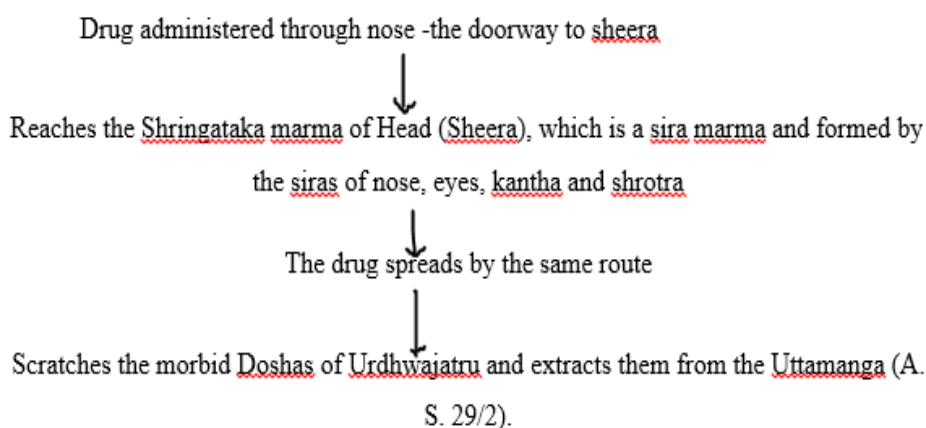 Drug administered through nose -the doorway to sheera
Reaches the Shringataka marma of Head (Sheera), which is a sira marma and formed by
the siras of nose, eyes, kantha and shrotra
The drug spreads by the same route
Scratches the morbid Doshas of Urdhwajatru and extracts them from the Uttamanga (A.
S. 29/2).